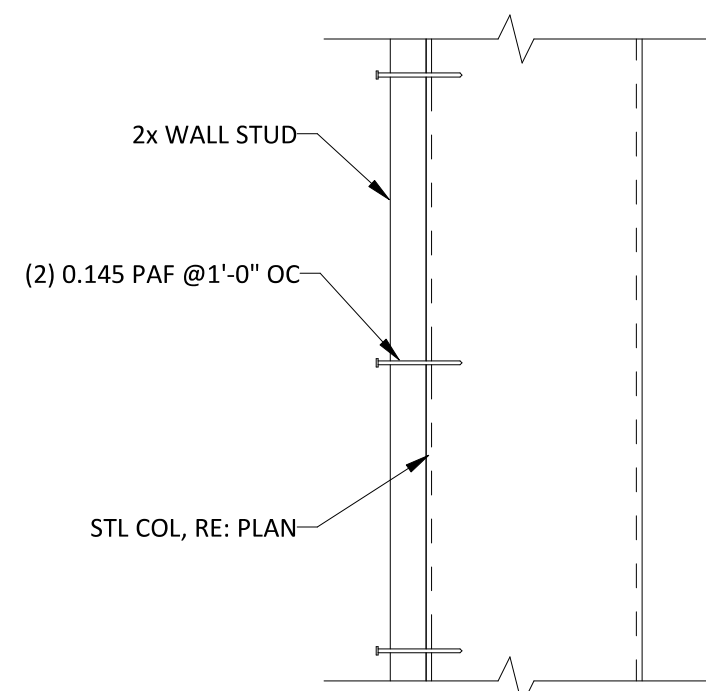 2x WALL STUD
(2) 0.145 PAF @1'-0" OC
STL COL, RE: PLAN